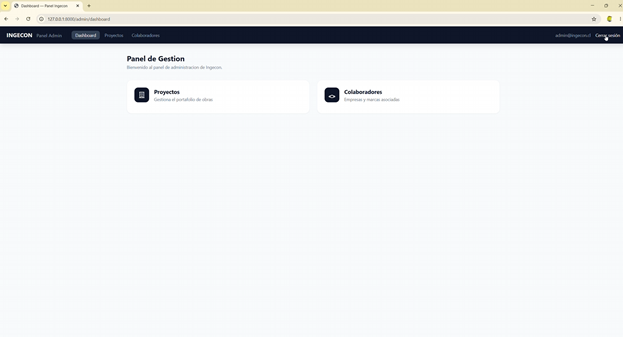 Dashboard — Panel Ingecon
127.0.0.1:8000/admin/dashboard
INGECON Panel Admin Dashboard Proyectos Colaboradores admin@ingecon.cl Cerrar sesión
Panel de Gestion
Bienvenido al panel de administracion de Ingecon.
Proyectos
Gestiona el portafolio de obras
Colaboradores
Empresas y marcas asociadas